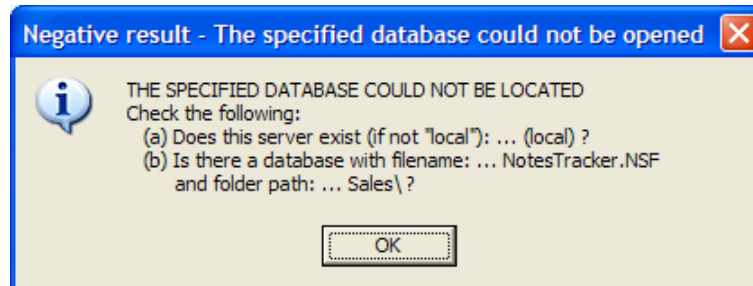 Negative result - The specified database could not be opened
THE SPECIFIED DATABASE COULD NOT BE LOCATED
Check the following:
(a) Does this server exist (if not "local"): ... (local) ?
(b) Is there a database with filename: ... NotesTracker.NSF
and folder path: ... Sales\ ?
OK